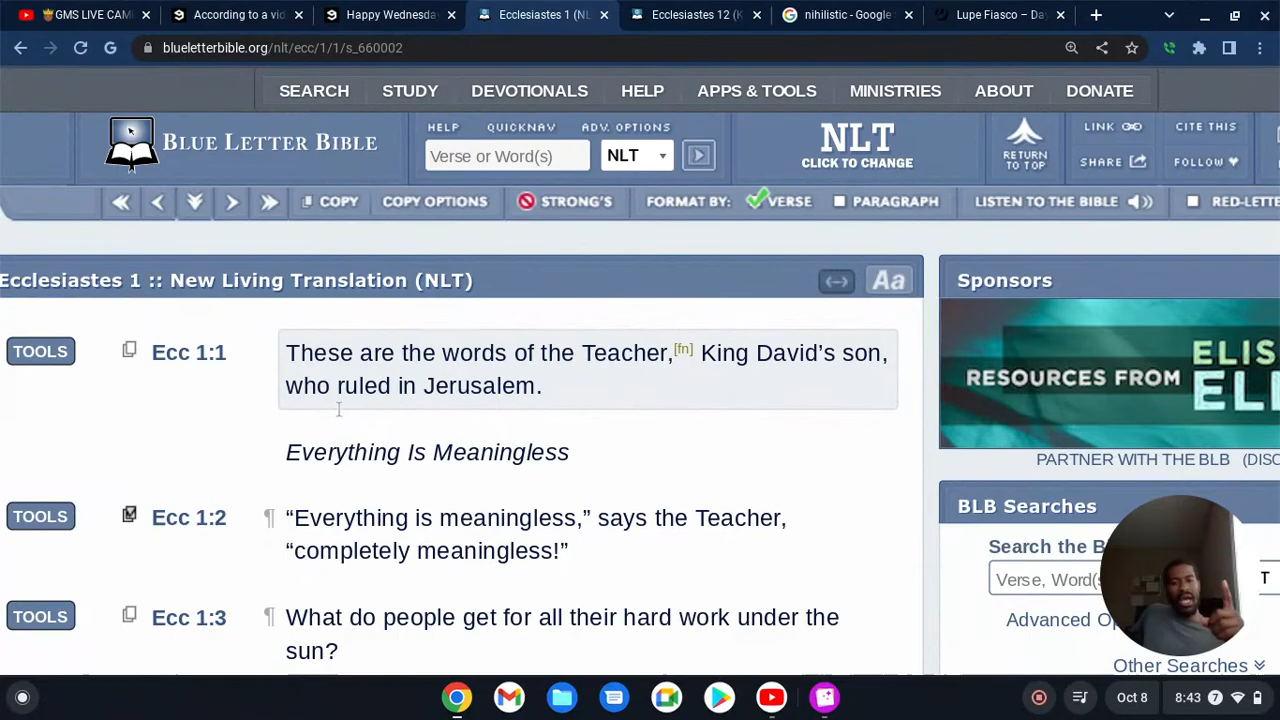 GMS LIVE CAM
According to a vid
Happy Wednesda
Ecclesiastes 1 (NL
Ecclesiastes 12 (K
nihilistic - Google
Lupe Fiasco – Da
blueletterbible.org/nlt/ecc/1/1/s_660002
SEARCH STUDY DEVOTIONALS HELP APPS & TOOLS MINISTRIES ABOUT DONATE
BLUE LETTER BIBLE
HELP QUICKNAV ADV. OPTIONS
Verse or Word(s) NLT
NLT
CLICK TO CHANGE
RETURN
TO TOP
LINK CITE THIS
SHARE FOLLOW
COPY COPY OPTIONS STRONG'S FORMAT BY: VERSE PARAGRAPH LISTEN TO THE BIBLE RED-LETTE
Ecclesiastes 1 :: New Living Translation (NLT) Aa
TOOLS Ecc 1:1 These are the words of the Teacher,[fn] King David’s son,
who ruled in Jerusalem.
Everything Is Meaningless
TOOLS Ecc 1:2 ¶ “Everything is meaningless,” says the Teacher,
“completely meaningless!”
TOOLS Ecc 1:3 ¶ What do people get for all their hard work under the
sun?
Sponsors
ELIS
RESOURCES FROM EL
PARTNER WITH THE BLB (DISC
BLB Searches
Search the B
Verse, Word(s T
Advanced Op
Other Searches
Oct 8 8:43 7